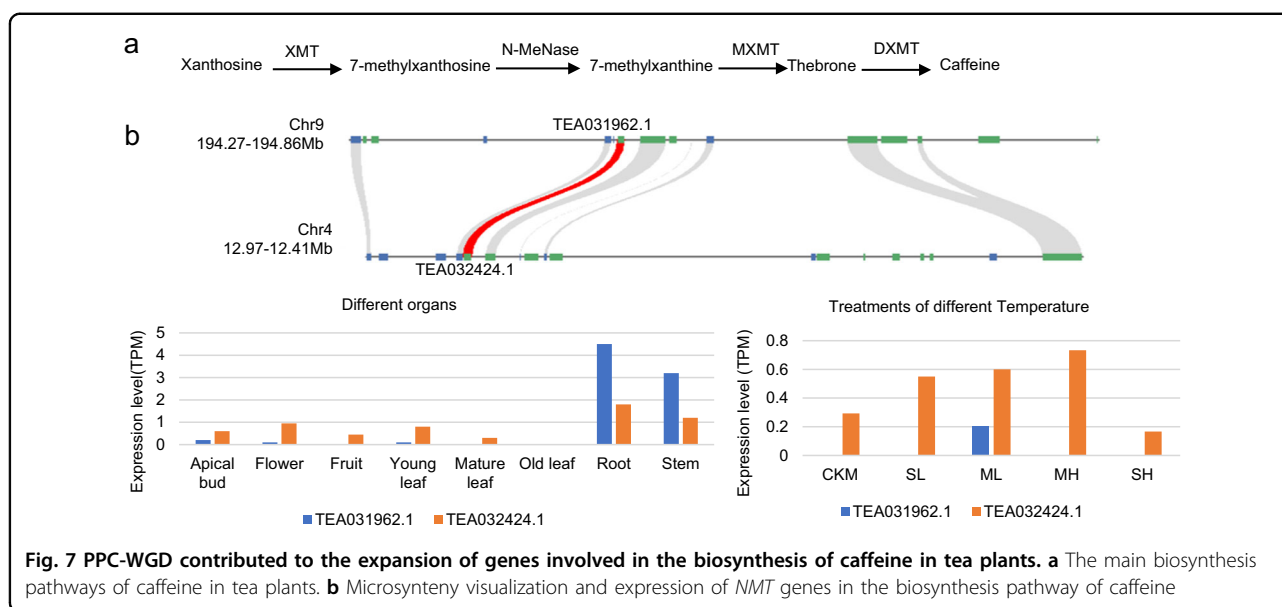 a
XMT N-MeNase MXMT DXMT
Xanthosine 7-methylxanthosine 7-methylxanthine Thebrone Caffeine
b
Chr9
194.27-194.86Mb
TEA031962.1
Chr4
12.97-12.41Mb
TEA032424.1
Different organs
Expression level(TPM)
5
4
3
2
1
0
Apical bud
Flower
Fruit
Young leaf
Mature leaf
Old leaf
Root
Stem
TEA031962.1 TEA032424.1
Treatments of different Temperature
Expression level (TPM)
0.8
0.6
0.4
0.2
0
CKM SL ML MH SH
TEA031962.1 TEA032424.1
Fig. 7 PPC-WGD contributed to the expansion of genes involved in the biosynthesis of caffeine in tea plants. a The main biosynthesis
pathways of caffeine in tea plants. b Microsynteny visualization and expression of NMT genes in the biosynthesis pathway of caffeine